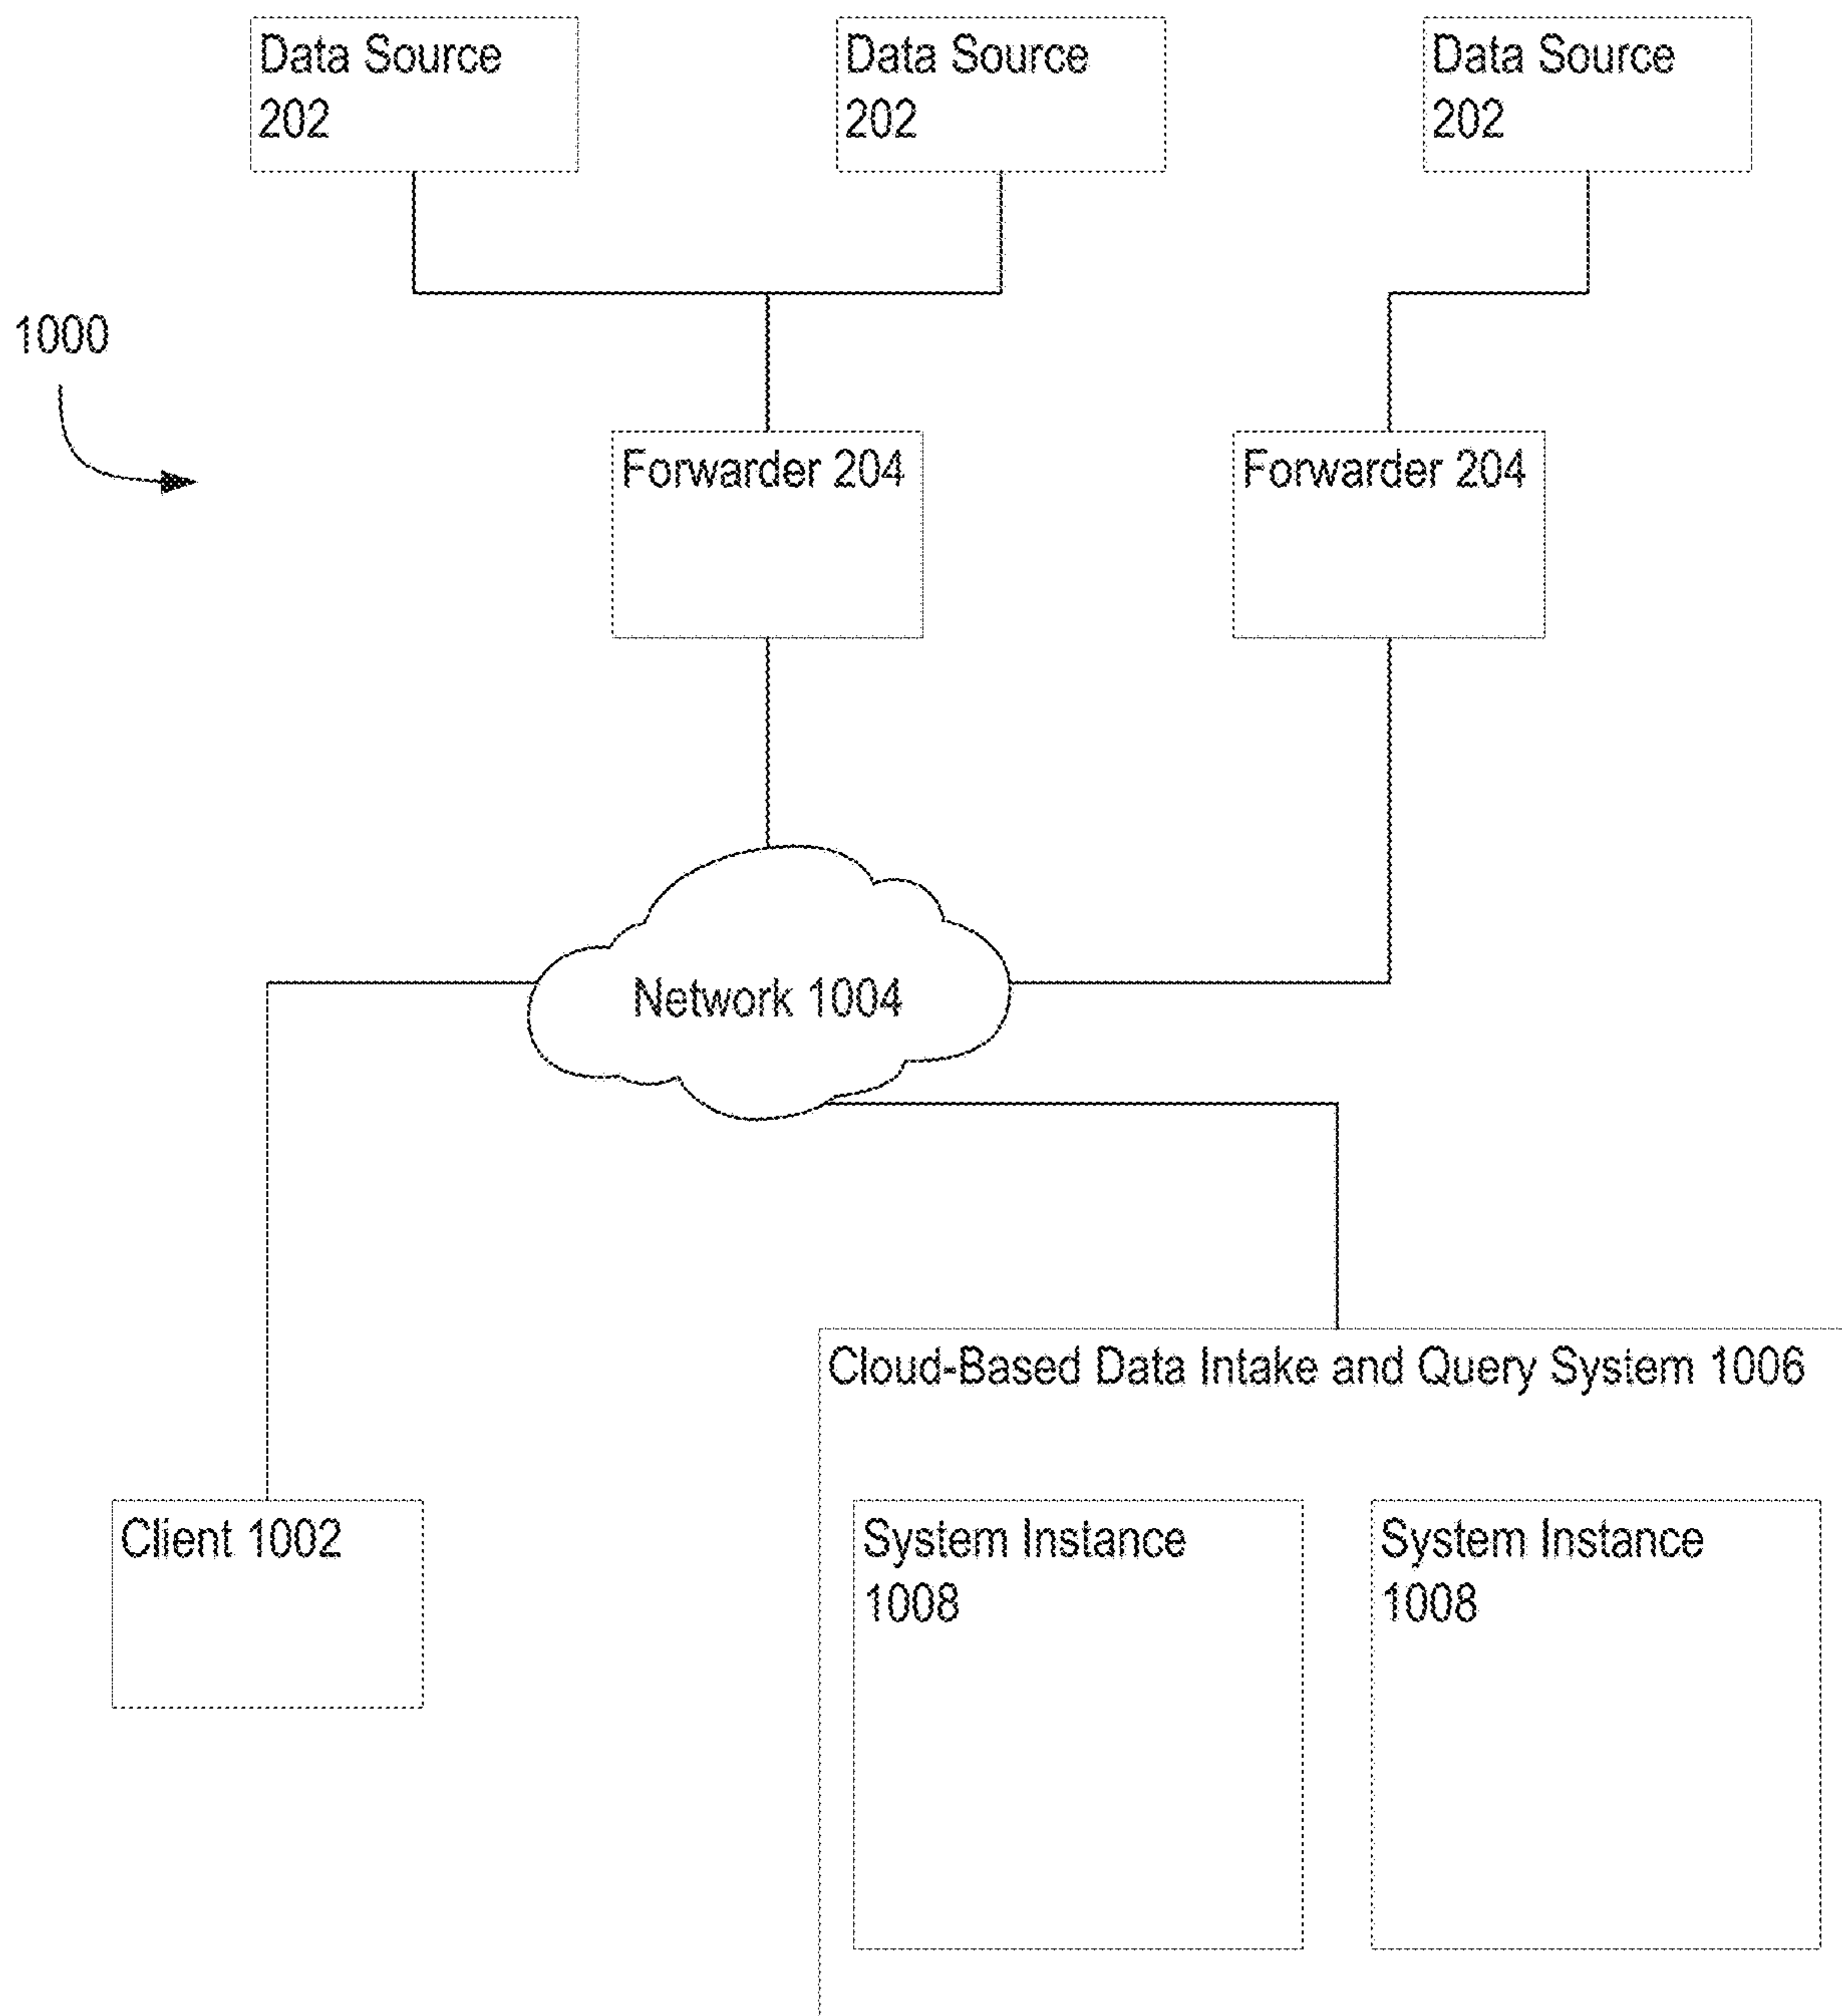 Data Source
202
Data Source
202
Data Source
202
1000
Forwarder 204
Forwarder 204
Network 1004
Cloud-Based Data Intake and Query System 1006
Client 1002
System Instance
1008
System Instance
1008